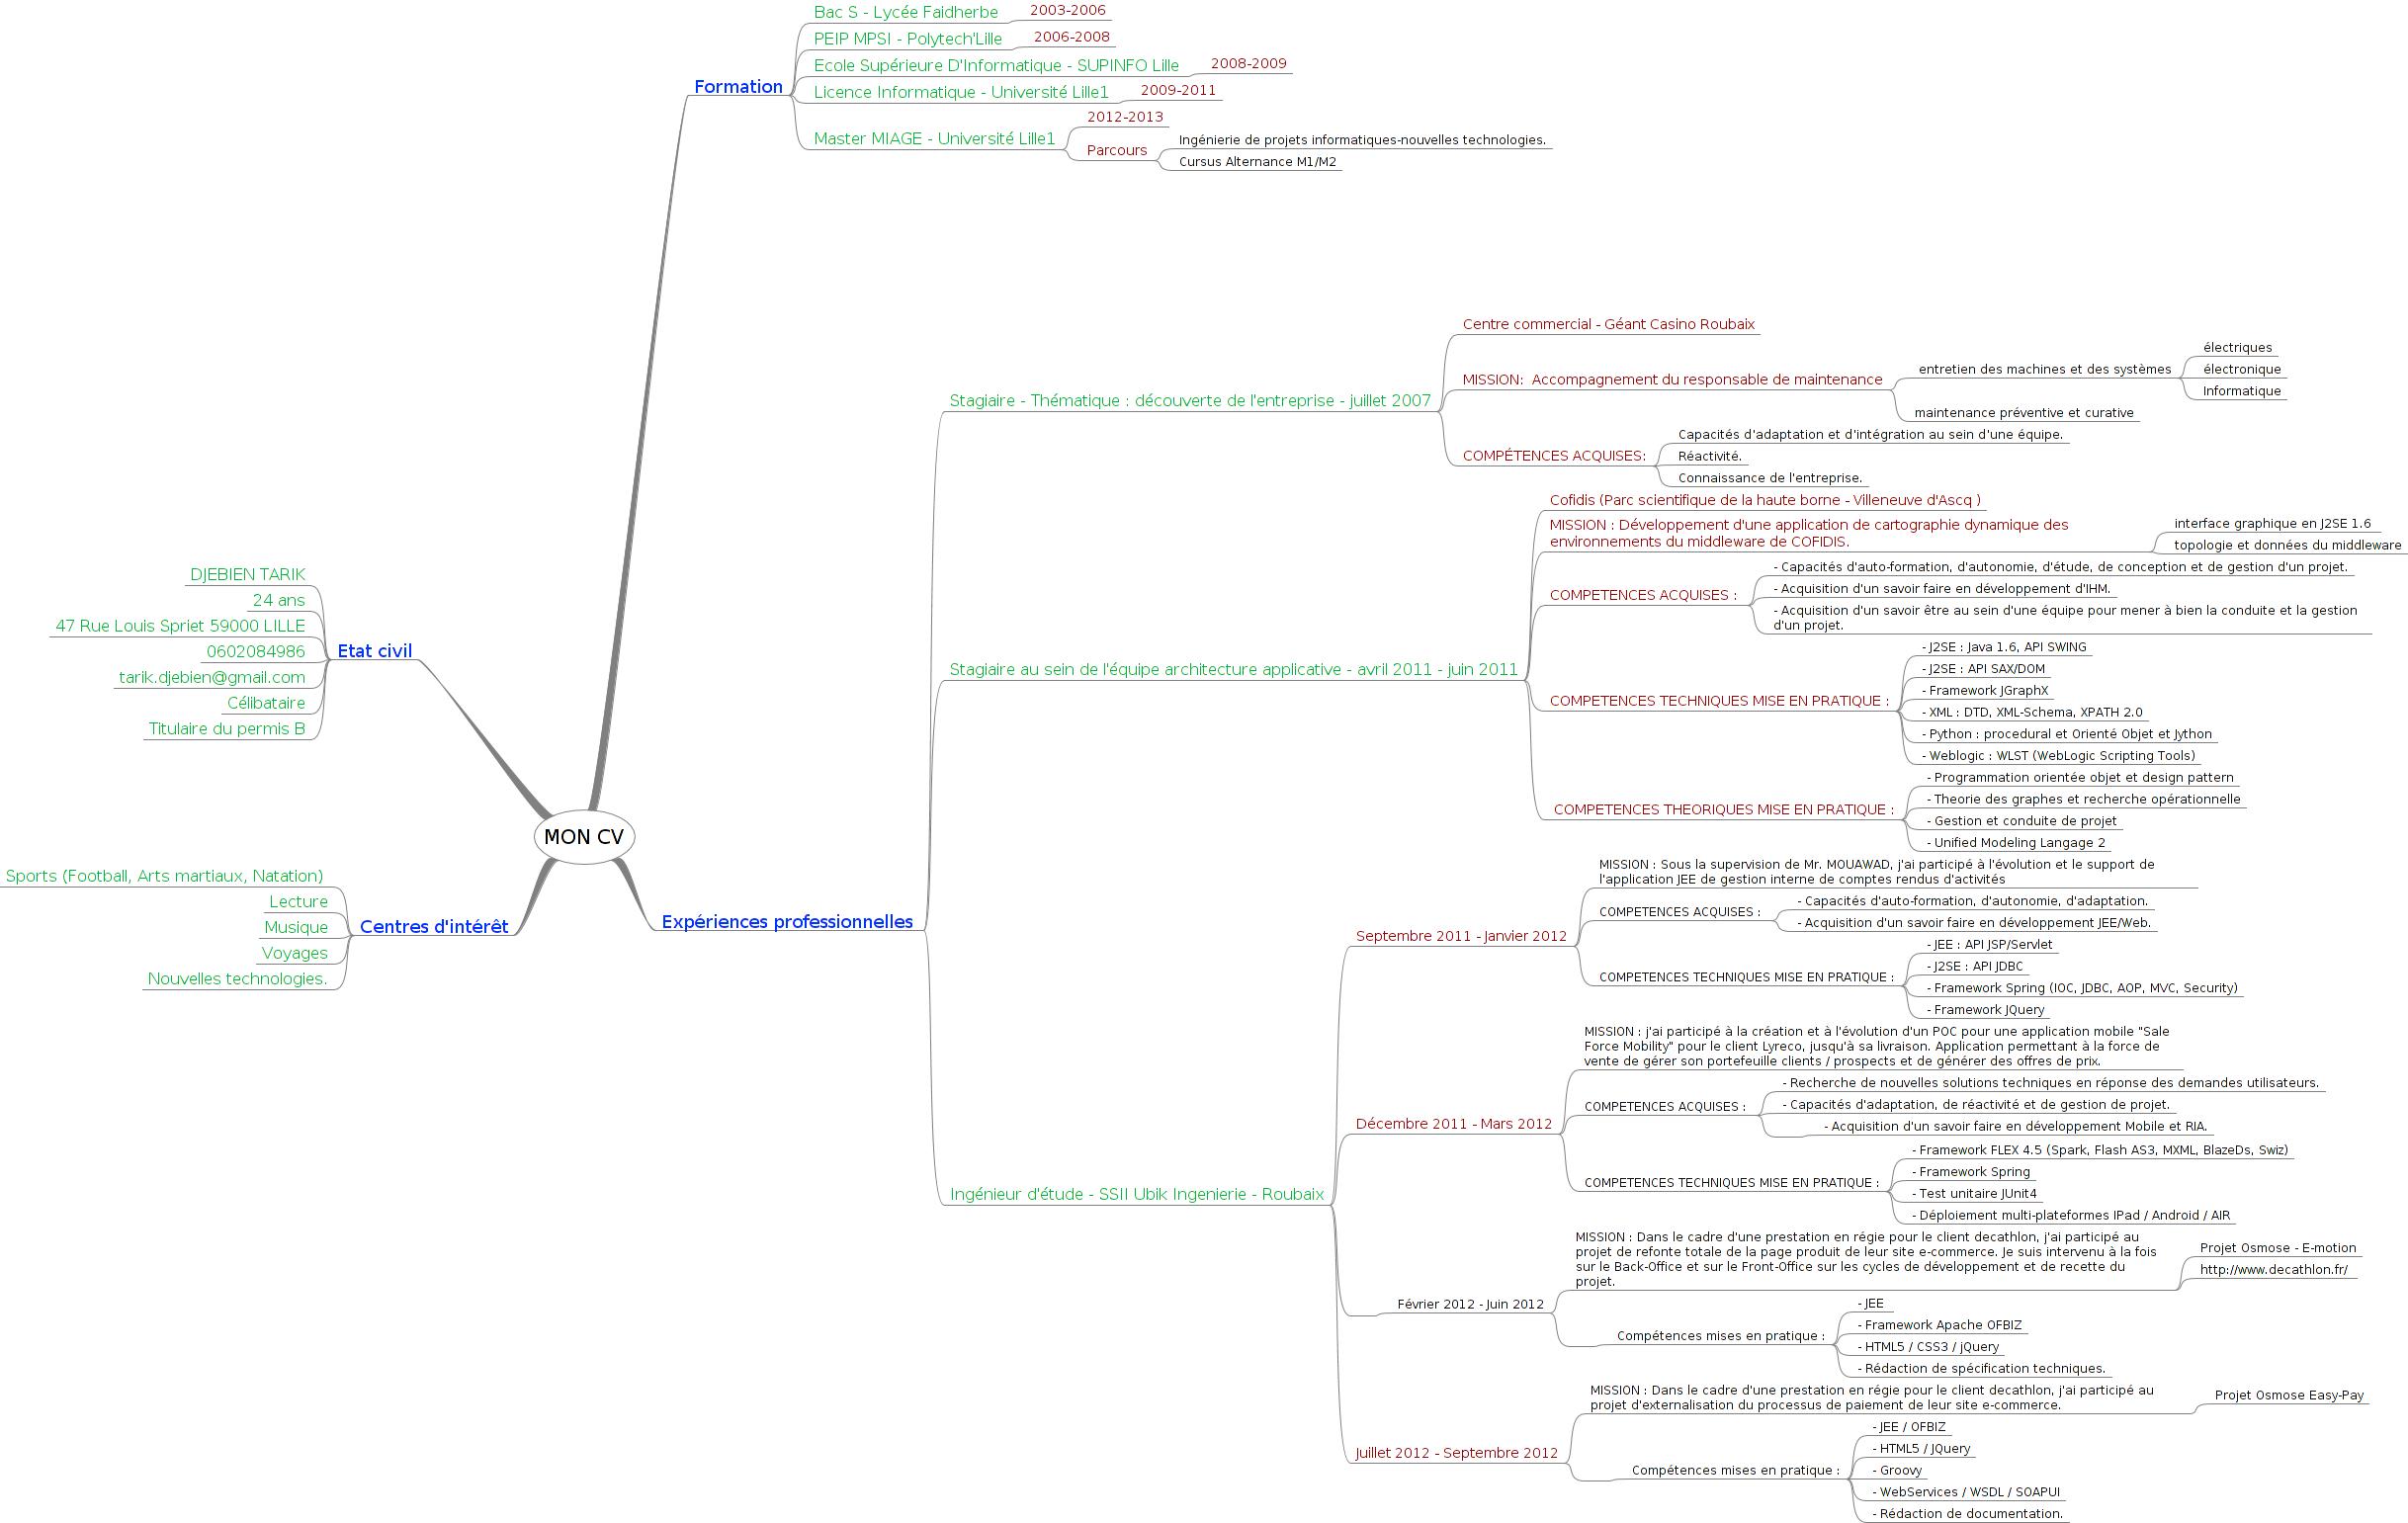 MON CV
Formation
Bac S - Lycée Faidherbe
2003-2006
PEIP MPSI - Polytech'Lille
2006-2008
Ecole Supérieure D'Informatique - SUPINFO Lille
2008-2009
Licence Informatique - Université Lille1
2009-2011
Master MIAGE - Université Lille1
2012-2013
Parcours
Ingénierie de projets informatiques-nouvelles technologies.
Cursus Alternance M1/M2
Etat civil
DJEBIEN TARIK
24 ans
47 Rue Louis Spriet 59000 LILLE
0602084986
tarik.djebien@gmail.com
Célibataire
Titulaire du permis B
Centres d'intérêt
Sports (Football, Arts martiaux, Natation)
Lecture
Musique
Voyages
Nouvelles technologies.
Expériences professionnelles
Stagiaire - Thématique : découverte de l'entreprise - juillet 2007
Centre commercial - Géant Casino Roubaix
MISSION:  Accompagnement du responsable de maintenance
entretien des machines et des systèmes
électriques
électronique
Informatique
maintenance préventive et curative
COMPÉTENCES ACQUISES:
Capacités d'adaptation et d'intégration au sein d'une équipe.
Réactivité.
Connaissance de l'entreprise.
Stagiaire au sein de l'équipe architecture applicative - avril 2011 - juin 2011
Cofidis (Parc scientifique de la haute borne - Villeneuve d'Ascq )
MISSION : Développement d'une application de cartographie dynamique des
environnements du middleware de COFIDIS.
interface graphique en J2SE 1.6
topologie et données du middleware
COMPETENCES ACQUISES :
- Capacités d'auto-formation, d'autonomie, d'étude, de conception et de gestion d'un projet.
- Acquisition d'un savoir faire en développement d'IHM.
- Acquisition d'un savoir être au sein d'une équipe pour mener à bien la conduite et la gestion
d'un projet.
COMPETENCES TECHNIQUES MISE EN PRATIQUE :
- J2SE : Java 1.6, API SWING
- J2SE : API SAX/DOM
- Framework JGraphX
- XML : DTD, XML-Schema, XPATH 2.0
- Python : procedural et Orienté Objet et Jython
- Weblogic : WLST (WebLogic Scripting Tools)
COMPETENCES THEORIQUES MISE EN PRATIQUE :
- Programmation orientée objet et design pattern
- Theorie des graphes et recherche opérationnelle
- Gestion et conduite de projet
- Unified Modeling Langage 2
Ingénieur d'étude - SSII Ubik Ingenierie - Roubaix
Septembre 2011 - Janvier 2012
MISSION : Sous la supervision de Mr. MOUAWAD, j'ai participé à l'évolution et le support de
l'application JEE de gestion interne de comptes rendus d'activités
COMPETENCES ACQUISES :
- Capacités d'auto-formation, d'autonomie, d'adaptation.
- Acquisition d'un savoir faire en développement JEE/Web.
COMPETENCES TECHNIQUES MISE EN PRATIQUE :
- JEE : API JSP/Servlet
- J2SE : API JDBC
- Framework Spring (IOC, JDBC, AOP, MVC, Security)
- Framework JQuery
Décembre 2011 - Mars 2012
MISSION : j'ai participé à la création et à l'évolution d'un POC pour une application mobile "Sale
Force Mobility" pour le client Lyreco, jusqu'à sa livraison. Application permettant à la force de
vente de gérer son portefeuille clients / prospects et de générer des offres de prix.
COMPETENCES ACQUISES :
- Recherche de nouvelles solutions techniques en réponse des demandes utilisateurs.
- Capacités d'adaptation, de réactivité et de gestion de projet.
- Acquisition d'un savoir faire en développement Mobile et RIA.
COMPETENCES TECHNIQUES MISE EN PRATIQUE :
- Framework FLEX 4.5 (Spark, Flash AS3, MXML, BlazeDs, Swiz)
- Framework Spring
- Test unitaire JUnit4
- Déploiement multi-plateformes IPad / Android / AIR
Février 2012 - Juin 2012
MISSION : Dans le cadre d'une prestation en régie pour le client decathlon, j'ai participé au
projet de refonte totale de la page produit de leur site e-commerce. Je suis intervenu à la fois
sur le Back-Office et sur le Front-Office sur les cycles de développement et de recette du
projet.
Projet Osmose - E-motion
http://www.decathlon.fr/
Compétences mises en pratique :
- JEE
- Framework Apache OFBIZ
- HTML5 / CSS3 / jQuery
- Rédaction de spécification techniques.
Juillet 2012 - Septembre 2012
MISSION : Dans le cadre d'une prestation en régie pour le client decathlon, j'ai participé au
projet d'externalisation du processus de paiement de leur site e-commerce.
Projet Osmose Easy-Pay
Compétences mises en pratique :
- JEE / OFBIZ
- HTML5 / JQuery
- Groovy
- WebServices / WSDL / SOAPUI
- Rédaction de documentation.